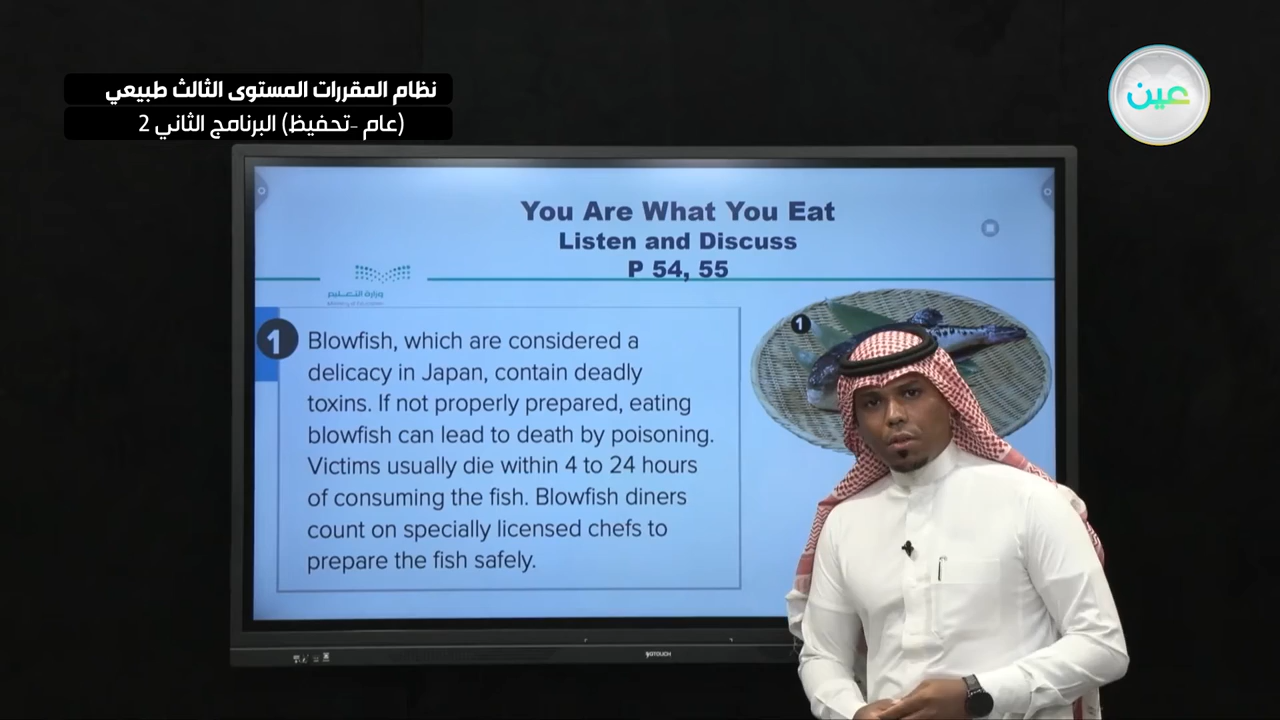 نظام المقررات المستوى الثالث طبيعي
(عام -تحفيظ) البرنامج الثاني 2
عين
You Are What You Eat
Listen and Discuss
P 54, 55
وزارة التعليم
1
1
Blowfish, which are considered a
delicacy in Japan, contain deadly
toxins. If not properly prepared, eating
blowfish can lead to death by poisoning.
Victims usually die within 4 to 24 hours
of consuming the fish. Blowfish diners
count on specially licensed chefs to
prepare the fish safely.